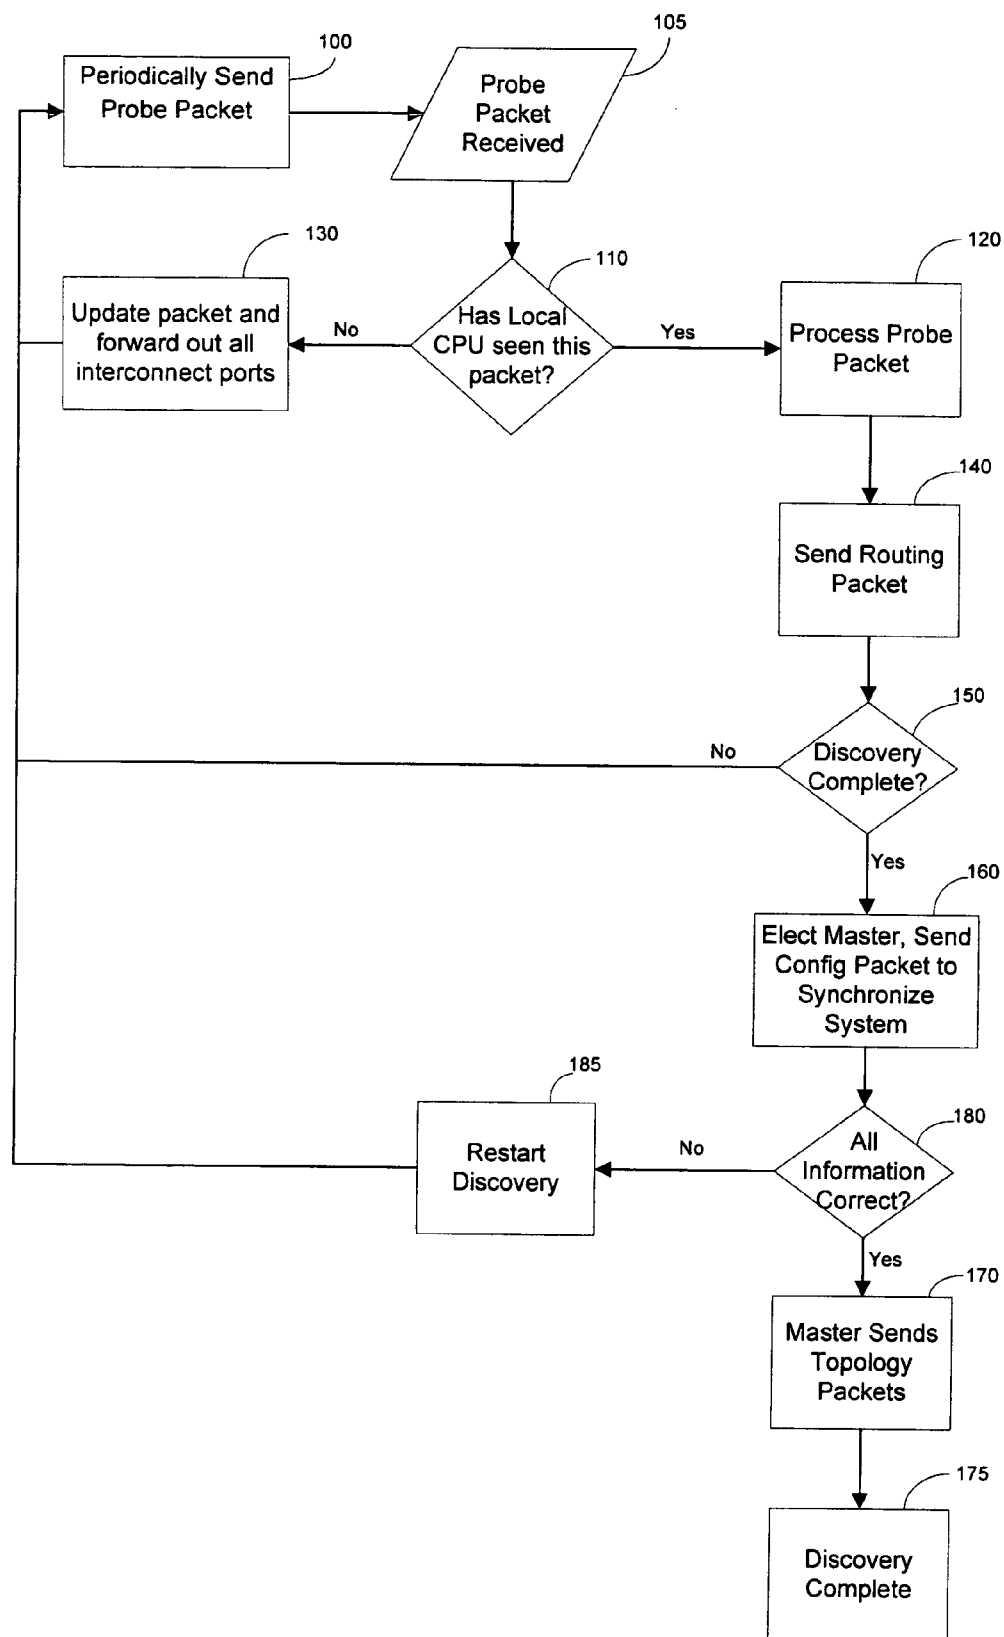 100
Periodically Send
Probe Packet
105
Probe
Packet
Received
130
Update packet and
forward out all
interconnect ports
No
110
Has Local
CPU seen this
packet?
Yes
120
Process Probe
Packet
140
Send Routing
Packet
150
Discovery
Complete?
No
Yes
160
Elect Master, Send
Config Packet to
Synchronize
System
185
Restart
Discovery
No
180
All
Information
Correct?
Yes
170
Master Sends
Topology
Packets
175
Discovery
Complete